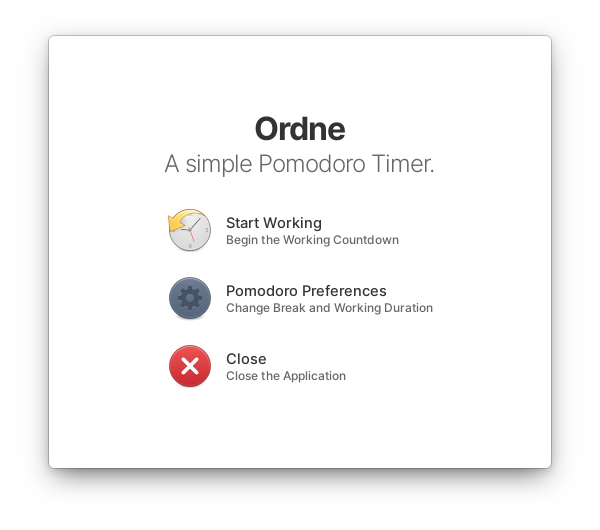 Ordne
A simple Pomodoro Timer.
Start Working
Begin the Working Countdown
Pomodoro Preferences
Change Break and Working Duration
Close
Close the Application